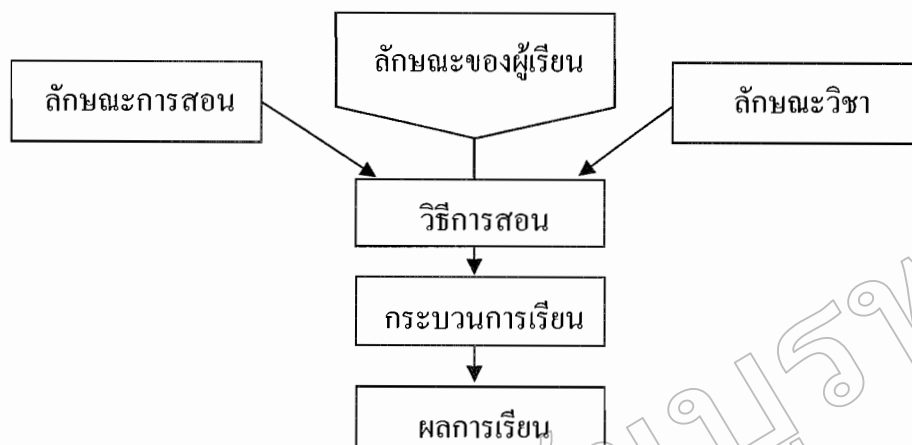 ลักษณะของผู้เรียน
ลักษณะการสอน
ลักษณะวิชา
วิธีการสอน
กระบวนการเรียน
ผลการเรียน